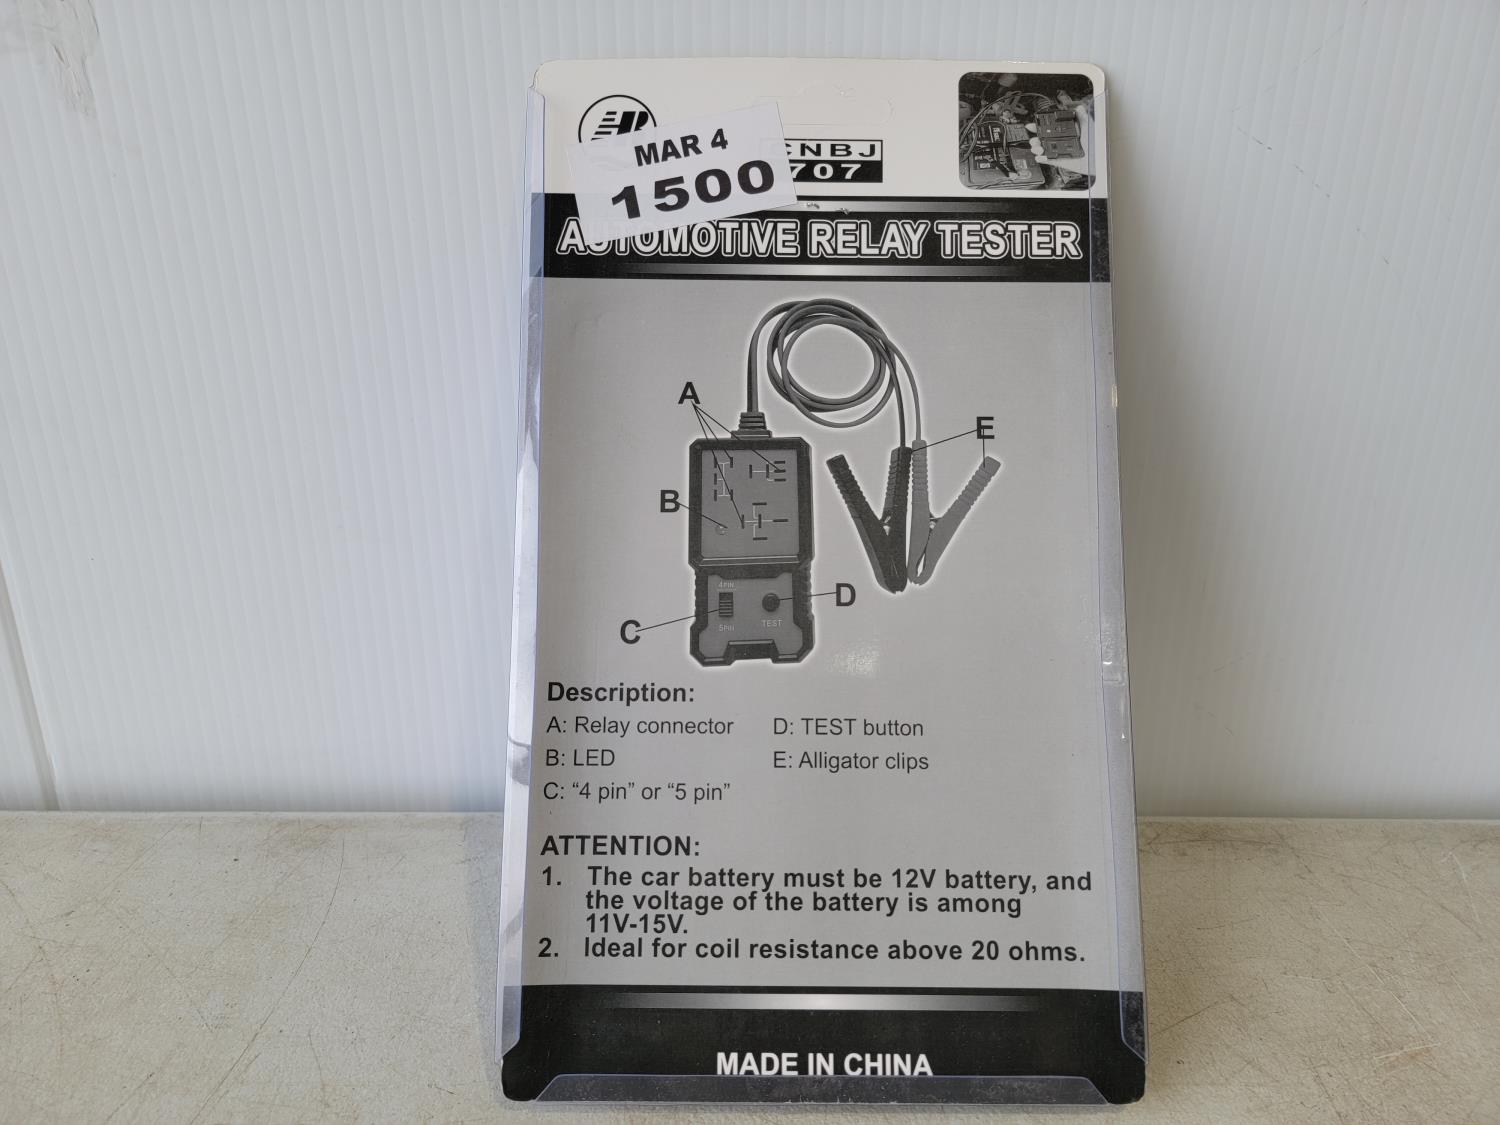 MAR 4
1500
CNBJ
707
AUTOMOTIVE RELAY TESTER
A
E
B
4PIN
D
C
5PIN
TEST
Description:
A: Relay connector
D: TEST button
B: LED
E: Alligator clips
C: “4 pin” or “5 pin”
ATTENTION:
1. The car battery must be 12V battery, and
the voltage of the battery is among
11V-15V.
2. Ideal for coil resistance above 20 ohms.
MADE IN CHINA